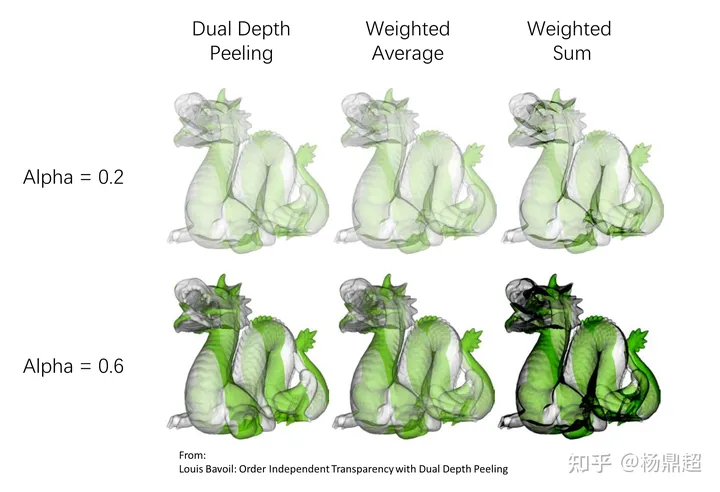 Dual Depth
Peeling
Weighted
Average
Weighted
Sum
Alpha = 0.2
Alpha = 0.6
From:
Louis Bavoil: Order Independent Transparency with Dual Depth Peeling
知乎 @杨鼎超